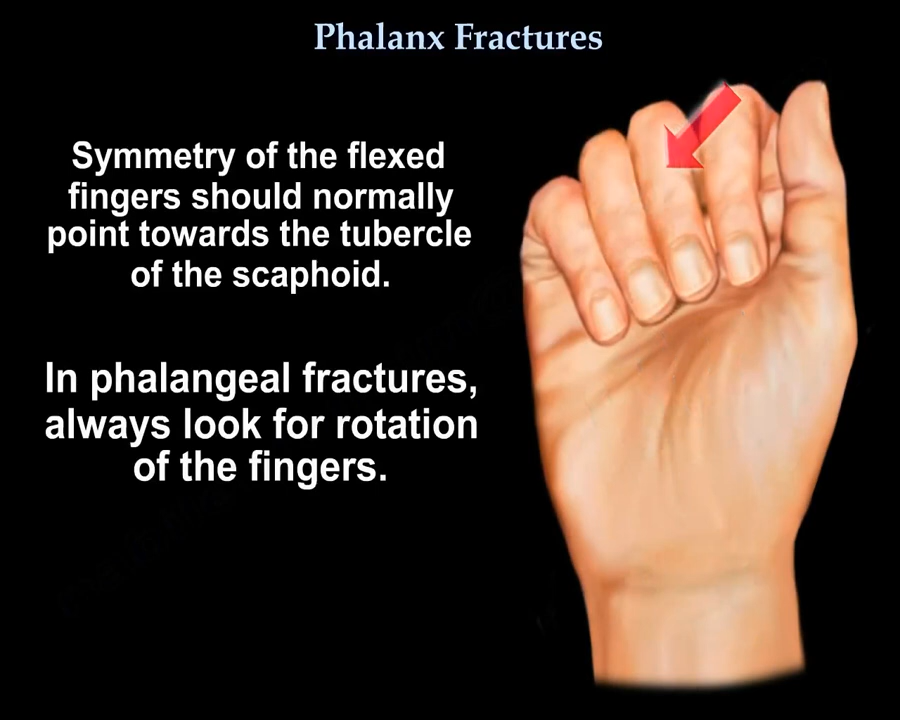 Phalanx Fractures
Symmetry of the flexed
fingers should normally
point towards the tubercle
of the scaphoid.
In phalangeal fractures,
always look for rotation
of the fingers.